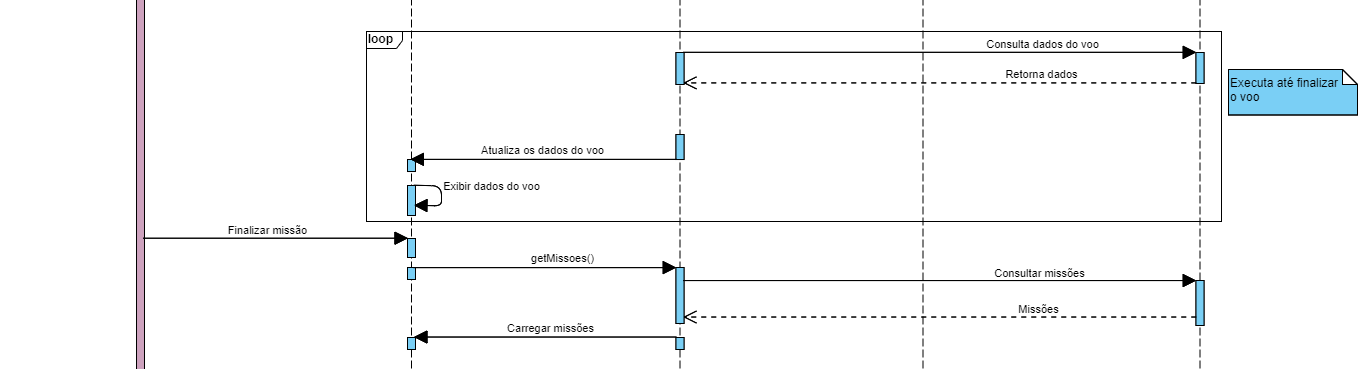 loop
Consulta dados do voo
Retorna dados
Executa até finalizar
o voo
Atualiza os dados do voo
Exibir dados do voo
Finalizar missão
getMissoes()
Consultar missões
Missões
Carregar missões